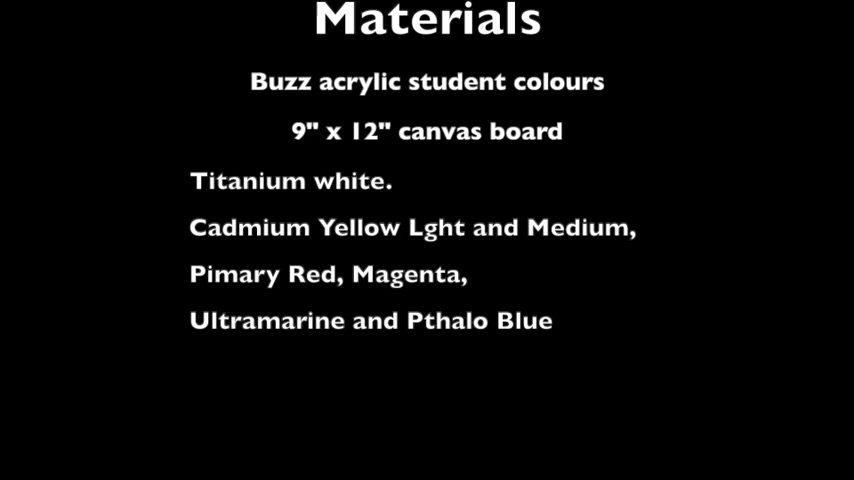 Materials
Buzz acrylic student colours
9" x 12" canvas board
Titanium white.
Cadmium Yellow Lght and Medium,
Pimary Red, Magenta,
Ultramarine and Pthalo Blue